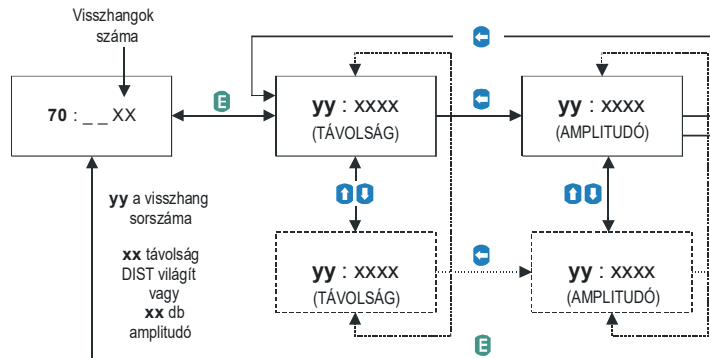 Visszhangok
száma
70 : _ _ XX
E
yy : xxxx
(TÁVOLSÁG)
yy : xxxx
(AMPLITUDÓ)
yy a visszhang
sorszáma
xx távolság
DIST világít
vagy
xx db
amplitudó
yy : xxxx
(TÁVOLSÁG)
yy : xxxx
(AMPLITUDÓ)
E